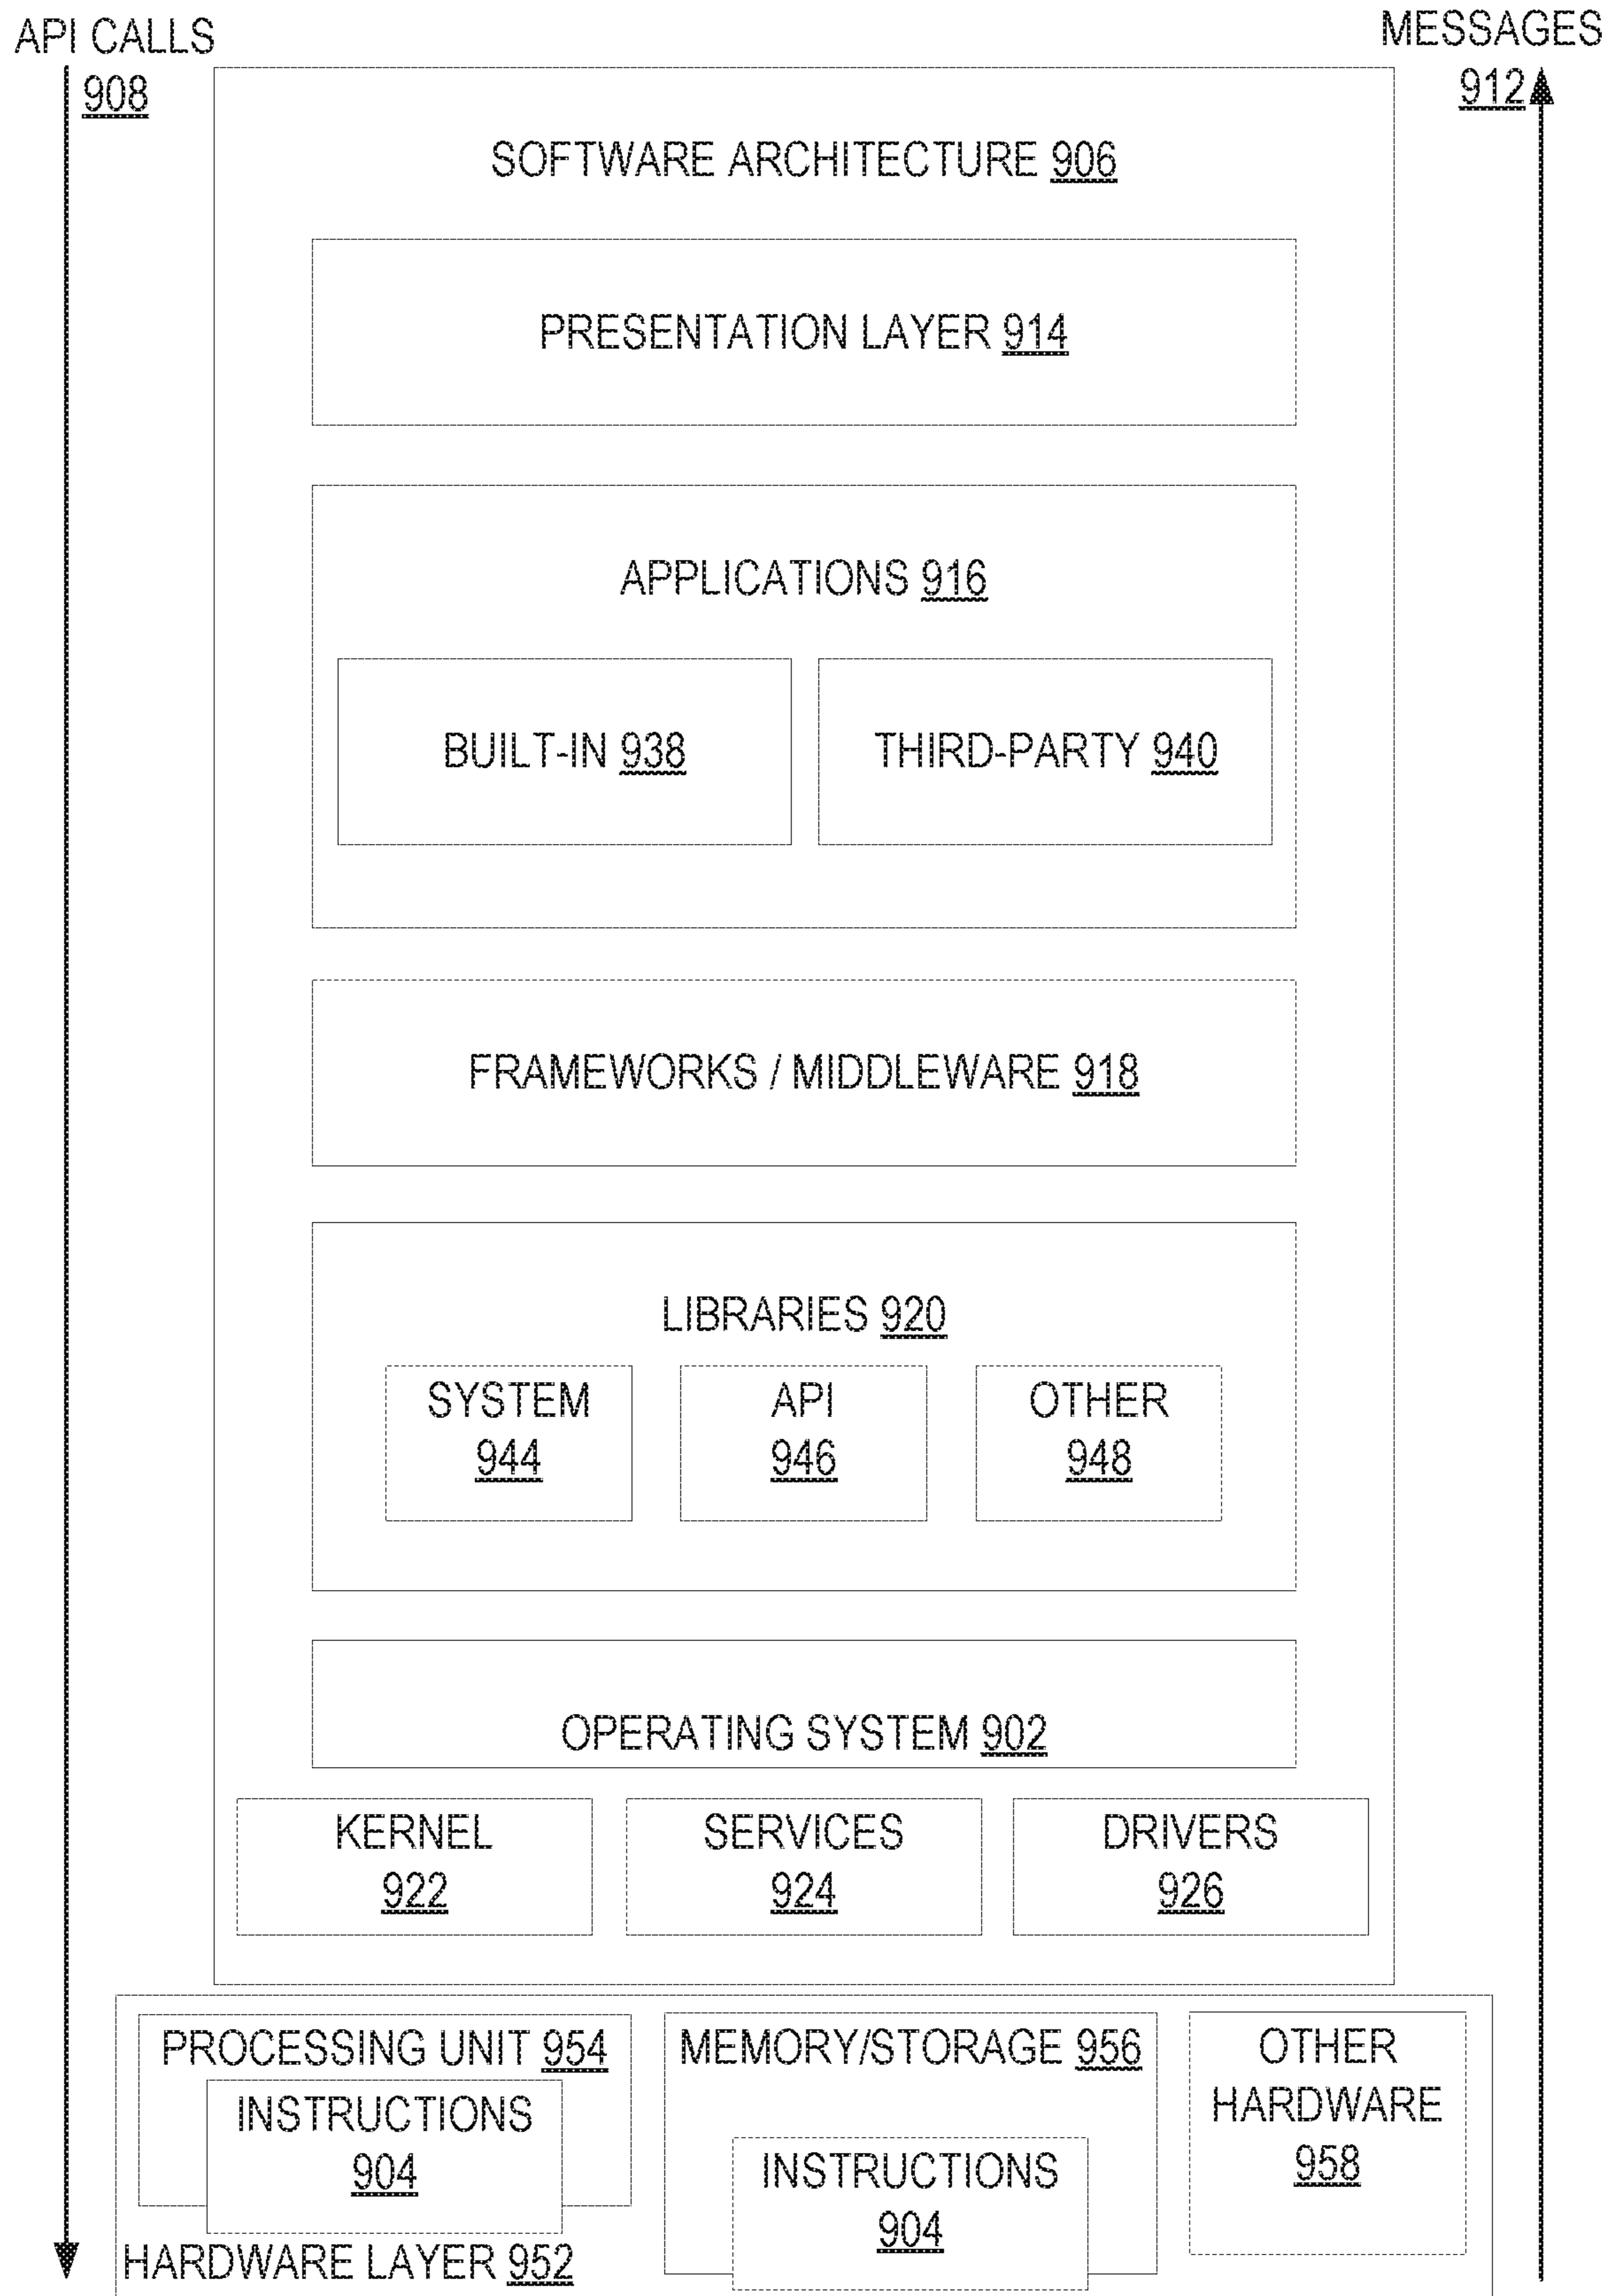 API CALLS
908
MESSAGES
912
SOFTWARE ARCHITECTURE 906
PRESENTATION LAYER 914
APPLICATIONS 916
BUILT-IN 938
THIRD-PARTY 940
FRAMEWORKS / MIDDLEWARE 918
LIBRARIES 920
SYSTEM
944
API
946
OTHER
948
OPERATING SYSTEM 902
KERNEL
922
SERVICES
924
DRIVERS
926
PROCESSING UNIT 954
INSTRUCTIONS
904
MEMORY/STORAGE 956
INSTRUCTIONS
904
OTHER
HARDWARE
958
HARDWARE LAYER 952